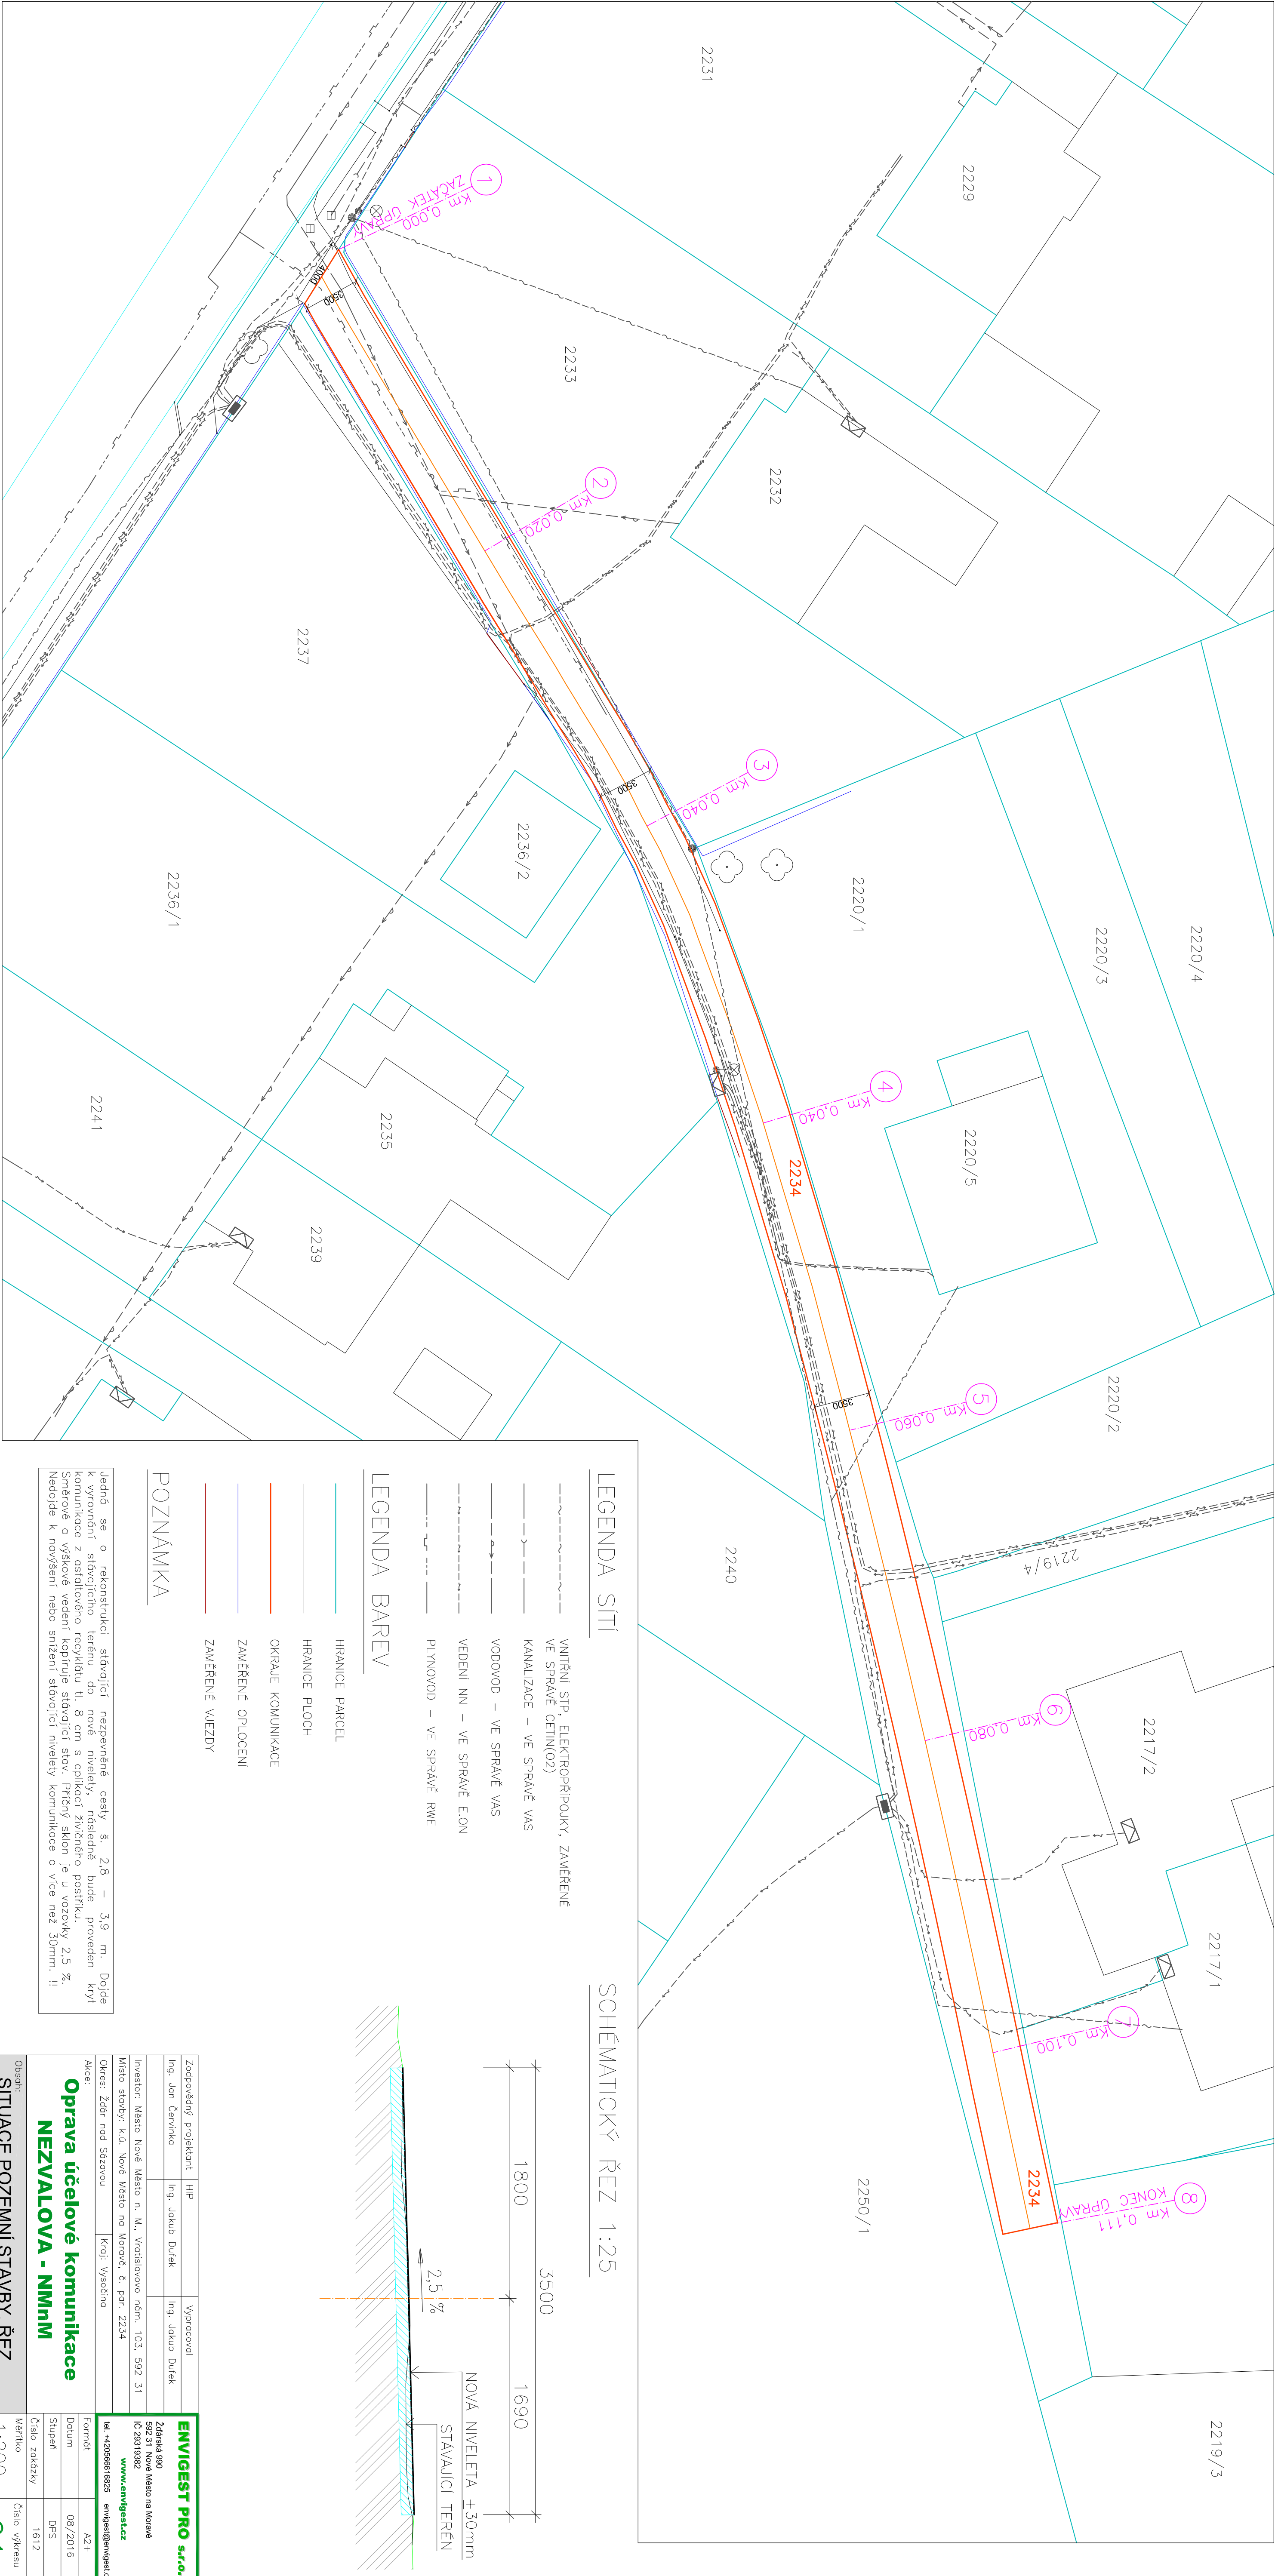 2231
2229
1
Km 0,000
ZAČÁTEK ÚPRAVY
4000
3500
2233
2232
2
Km 0,020
2237
3
Km 0,040
3500
2236/2
2236/1
2220/1
2220/3
2220/4
4
Km 0,040
2234
2220/5
2235
2241
2239
5
Km 0,060
3500
2220/2
2219/4
2240
6
Km 0,080
2217/2
2217/1
7
Km 0,100
2234
8
Km 0,111
KONEC ÚPRAVY
2250/1
2219/3
LEGENDA SÍTÍ
VNITŘNÍ STP, ELEKTROPŘÍPOJKY, ZAMĚŘENÉ
VE SPRÁVĚ CETIN(O2)
KANALIZACE – VE SPRÁVĚ VAS
VODOVOD – VE SPRÁVĚ VAS
VEDENÍ NN – VE SPRÁVĚ E.ON
PLYNOVOD – VE SPRÁVĚ RWE
LEGENDA BAREV
HRANICE PARCEL
HRANICE PLOCH
OKRAJE KOMUNIKACE
ZAMĚŘENÉ OPLOCENÍ
ZAMĚŘENÉ VJEZDY
POZNÁMKA
Jedná se o rekonstrukci stávající nezpevněné cesty š. 2,8 – 3,9 m. Dojde
k vyrovnání stávajícího terénu do nové nivelety, následně bude proveden kryt
komunikace z asfaltového recyklátu tl. 8 cm s aplikací živičného postřiku.
Směrové a výškové vedení kopíruje stávající stav. Příčný sklon je u vozovky 2,5 %.
Nedojde k navýšení nebo snížení stávající nivelety komunikace o více než 30mm. !!
SCHÉMATICKÝ ŘEZ 1:25
3500
1800
1690
2,5 %
NOVÁ NIVELETA ±30mm
STÁVAJÍCÍ TERÉN
Zodpovědný projektant
HIP
Vypracoval
Ing. Jan Červinka
Ing. Jakub Dufek
Ing. Jakub Dufek
Investor: Město Nové Město n. M., Vratislavovo nám. 103, 592 31
Místo stavby: k.ú. Nové Město na Moravě, č. par. 2234
Okres: Žďár nad Sázavou
Kraj: Vysočina
Akce:
Oprava účelové komunikace
NEZVALOVA - NMnM
Obsah:
SITUACE POZEMNÍ STAVBY, ŘEZ
ENVIGEST PRO s.r.o.
Žďárská 990
592 31 Nové Město na Moravě
IČ 29319382
www.envigest.cz
tel. +420566616825
Formát
A2+
Datum
08/2016
Stupeň
DPS
Číslo zakázky
1612
Měřítko
Číslo výkresu